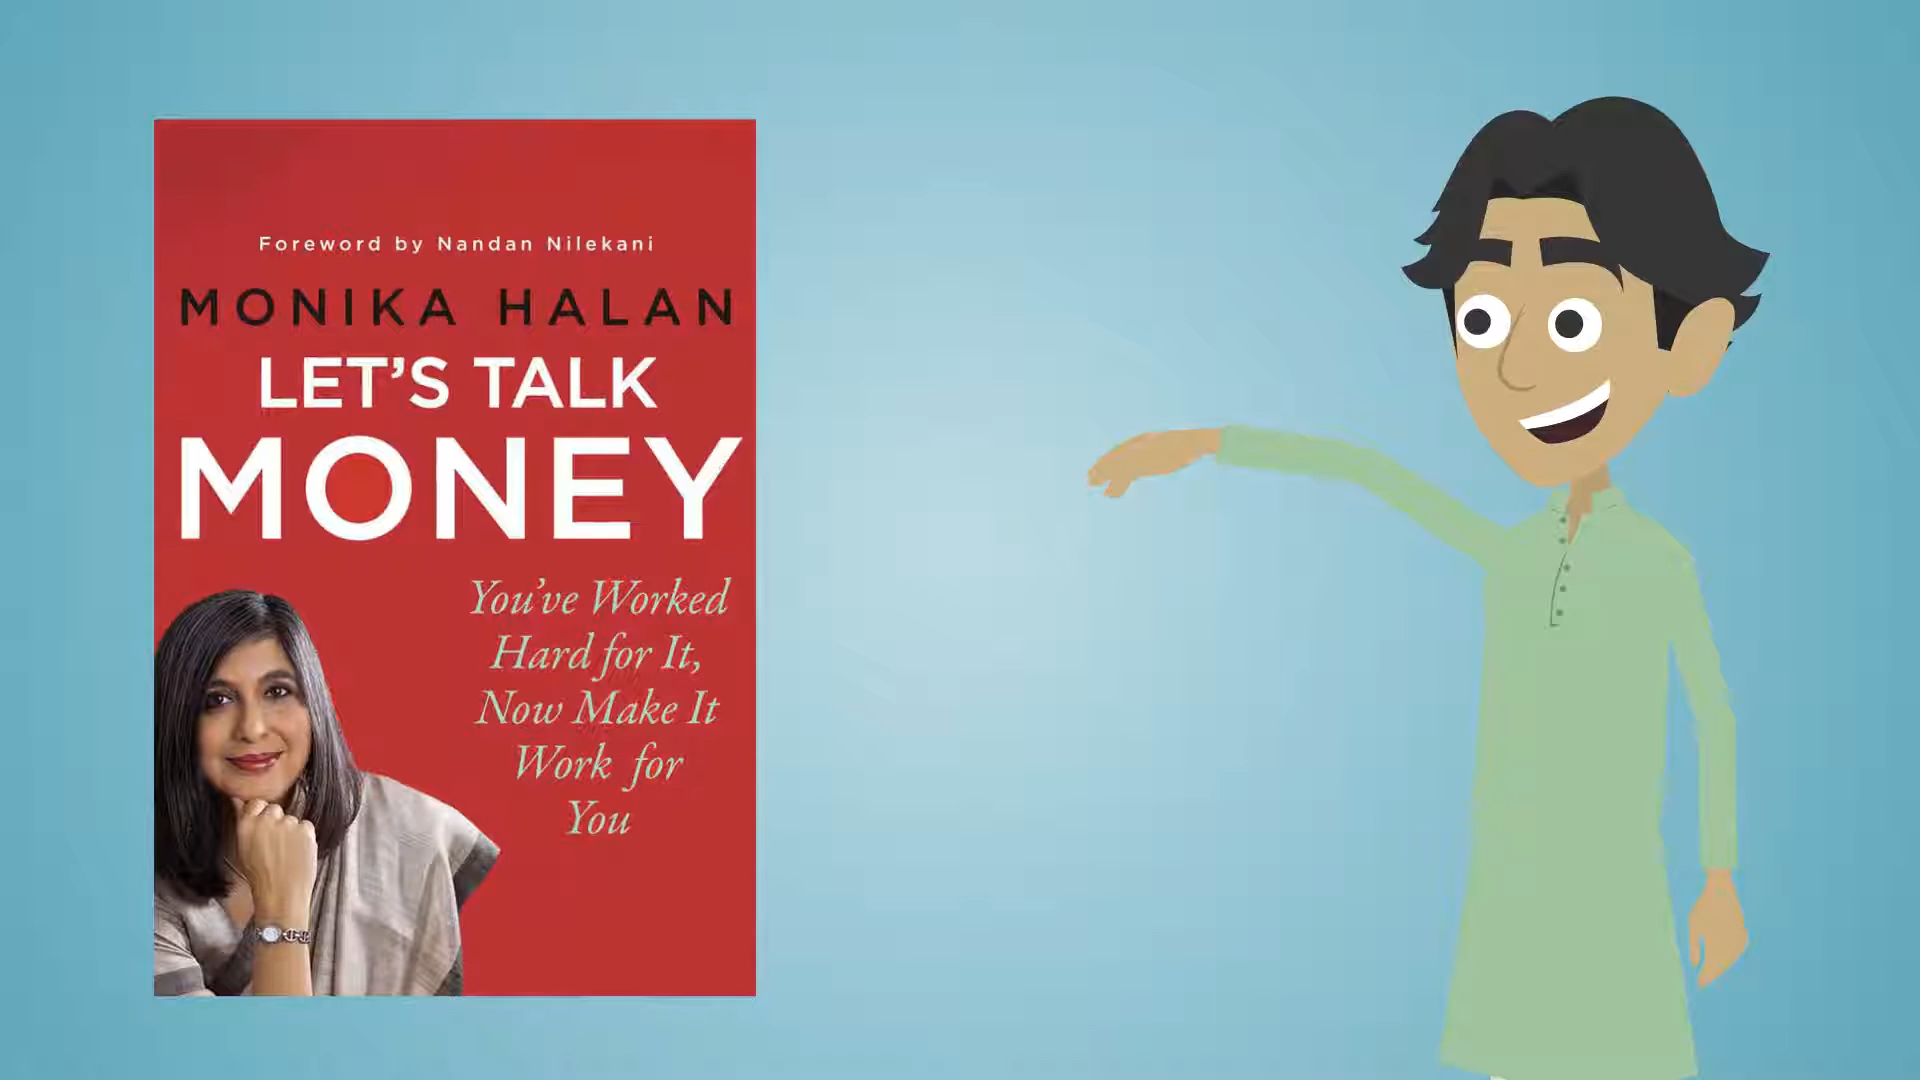 Foreword by Nandan Nilekani
MONIKA HALAN
LET’S TALK
MONEY
You’ve Worked
Hard for It,
Now Make It
Work for
You